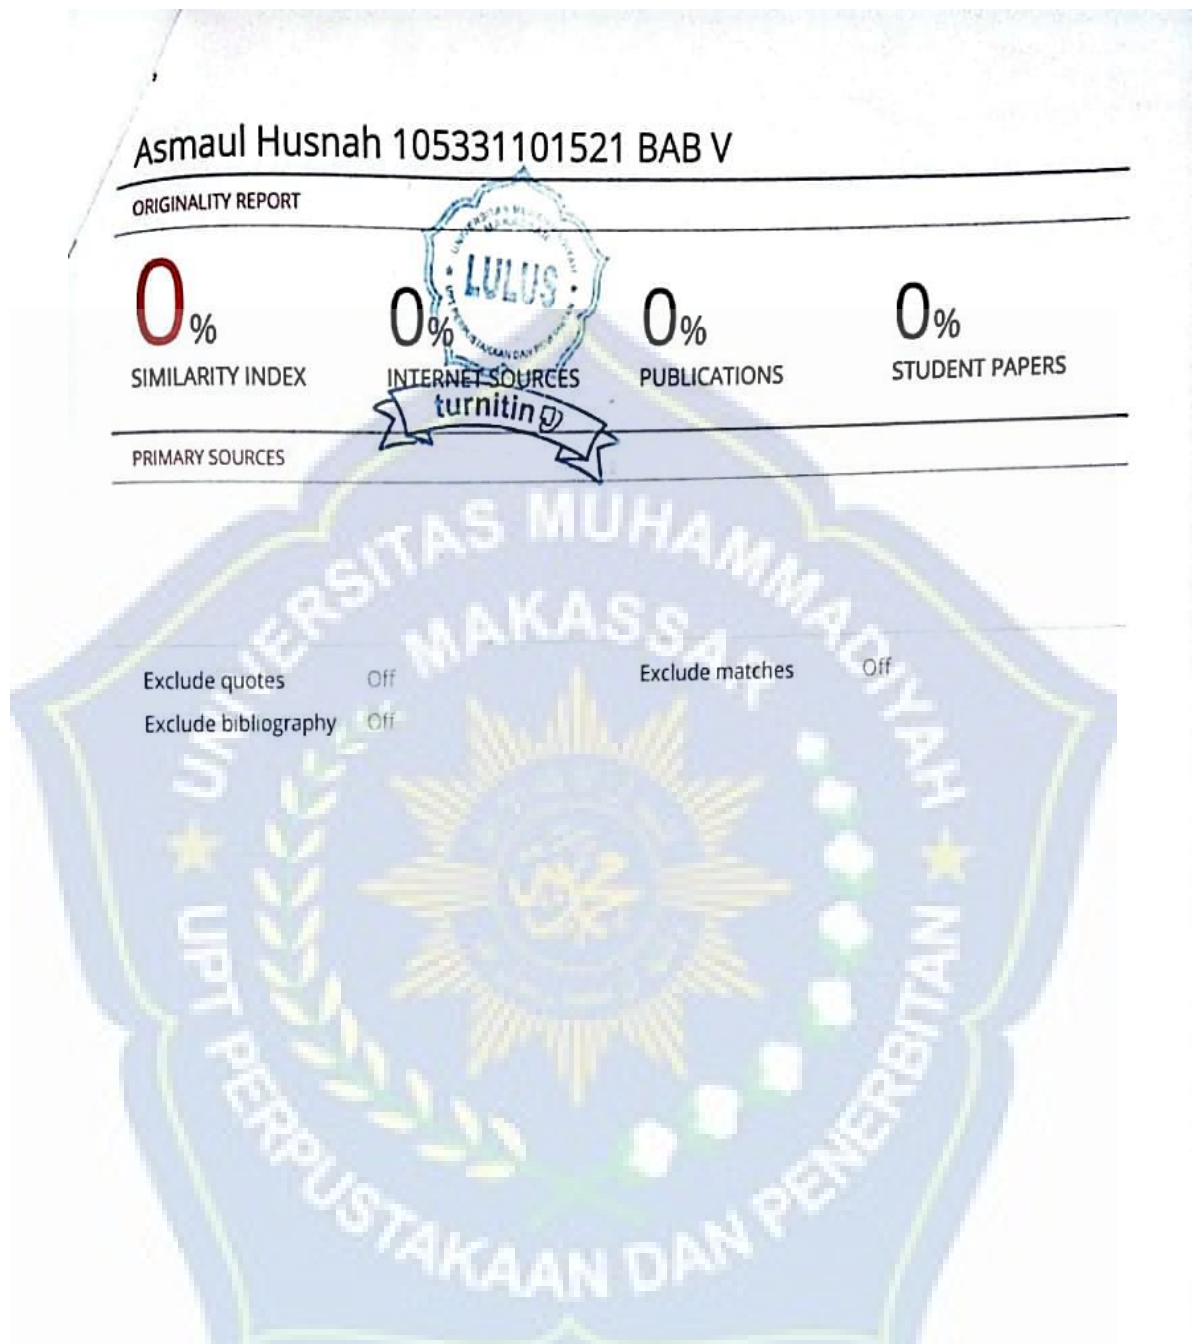 Asmaul Husnah 105331101521 BAB V
ORIGINALITY REPORT
0% 0% 0% 0%
SIMILARITY INDEX INTERNET SOURCES PUBLICATIONS STUDENT PAPERS
LULUS
turnitin
PRIMARY SOURCES
Exclude quotes Off Exclude matches Off
Exclude bibliography Off
UNIVERSITAS MUHAMMADIYAH
MAKASSAR
UPT PERPUSTAKAAN DAN PENERBITAN